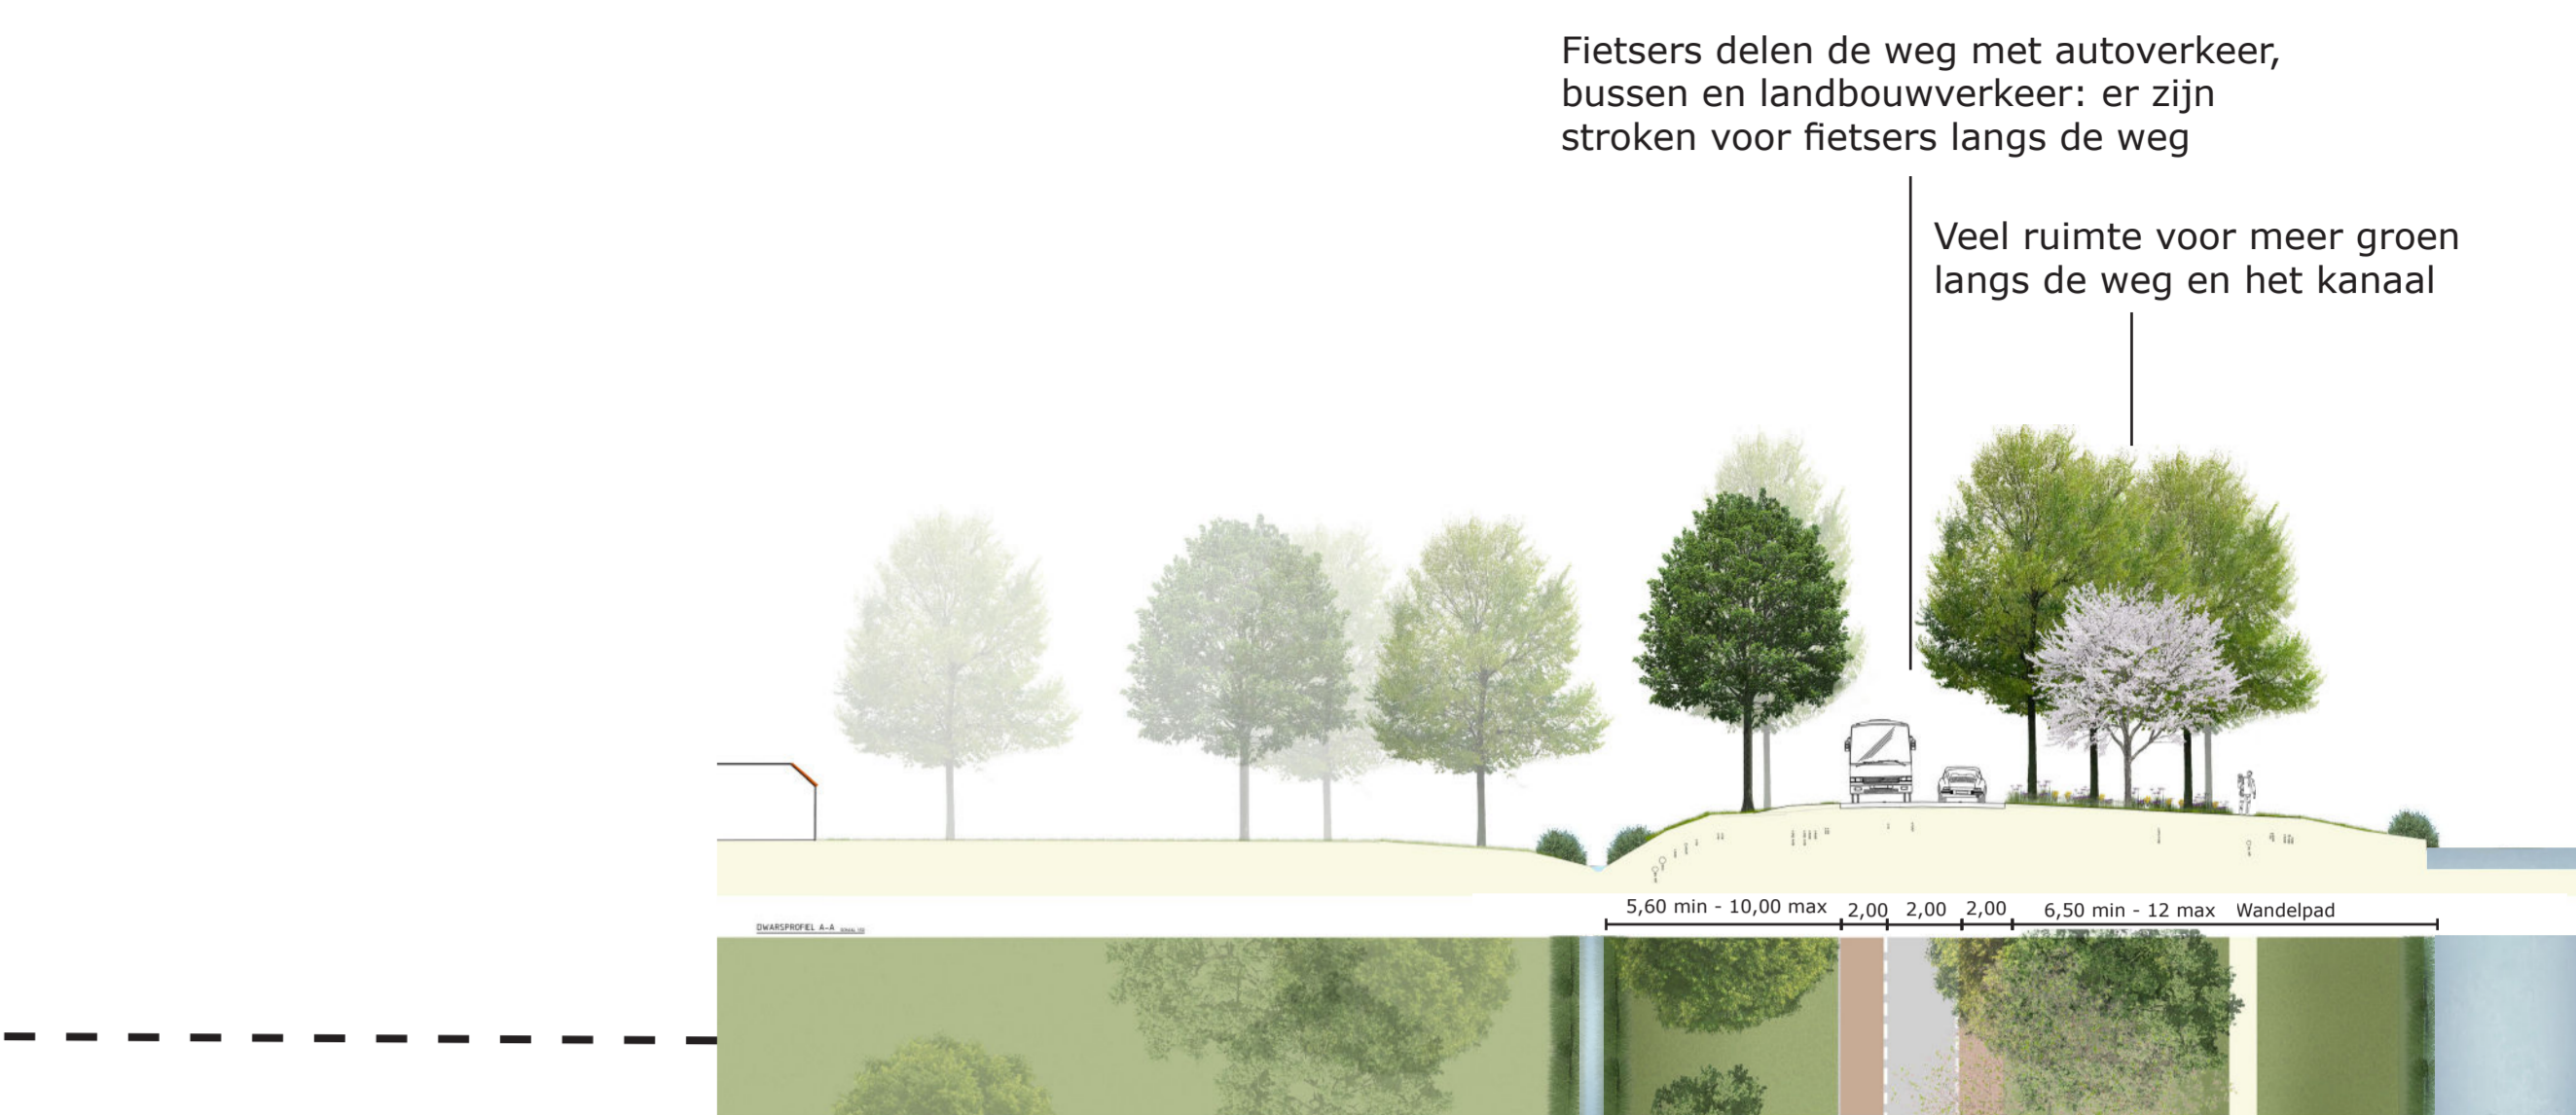 Fietsers delen de weg met autoverkeer,
bussen en landbouwverkeer: er zijn
stroken voor fietsers langs de weg
Veel ruimte voor meer groen
langs de weg en het kanaal
5,60 min - 10,00 max 2,00 2,00 2,00 6,50 min - 12 max Wandelpad
DWARSPROFIEL A-A